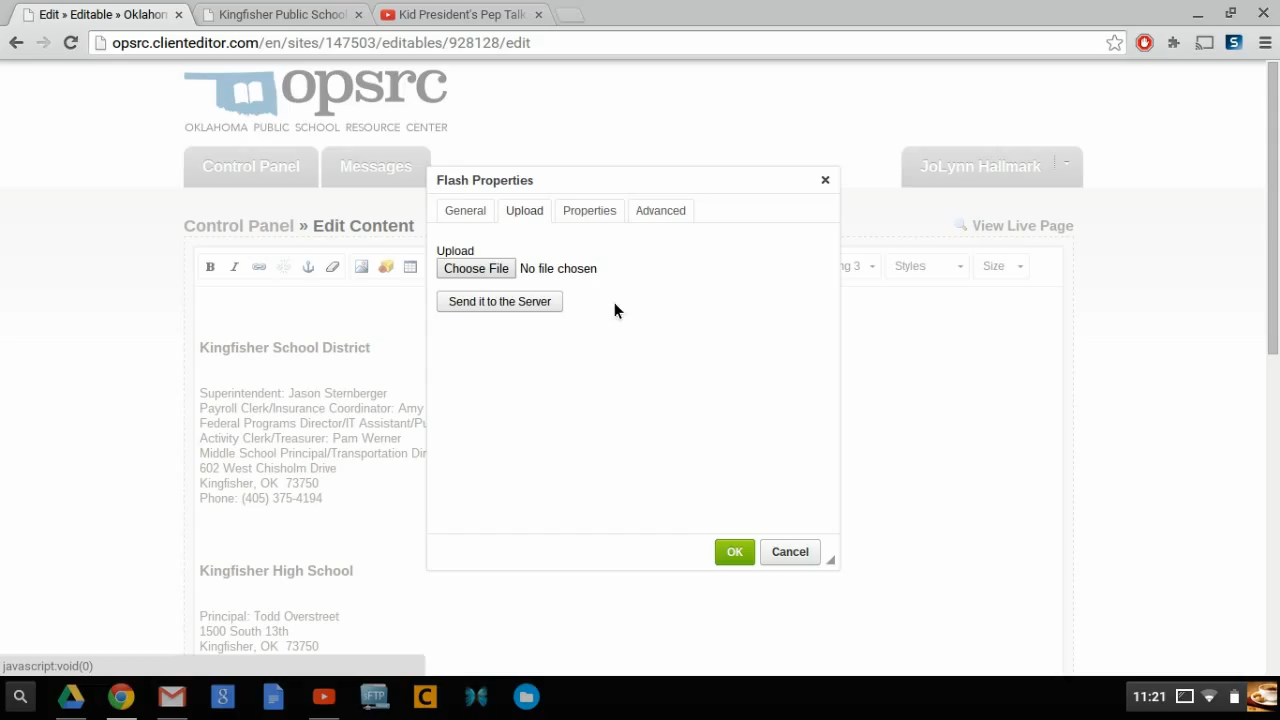 Edit » Editable » Oklahon
Kingfisher Public School
Kid President's Pep Talk
opsrc.clienteditor.com/en/sites/147503/editables/928128/edit
opsrc
OKLAHOMA PUBLIC SCHOOL RESOURCE CENTER
Control Panel
Messages
JoLynn Hallmark
Control Panel » Edit Content
View Live Page
B I
ng 3
Styles
Size
Flash Properties
General
Upload
Properties
Advanced
Upload
Choose File No file chosen
Send it to the Server
OK
Cancel
Kingfisher School District
Superintendent: Jason Sternberger
Payroll Clerk/Insurance Coordinator: Amy
Federal Programs Director/IT Assistant/Pu
Activity Clerk/Treasurer: Pam Werner
Middle School Principal/Transportation Dir
602 West Chisholm Drive
Kingfisher, OK 73750
Phone: (405) 375-4194
Kingfisher High School
Principal: Todd Overstreet
1500 South 13th
Kingfisher, OK 73750
javascript:void(0)
8
SFTP
C
11:21